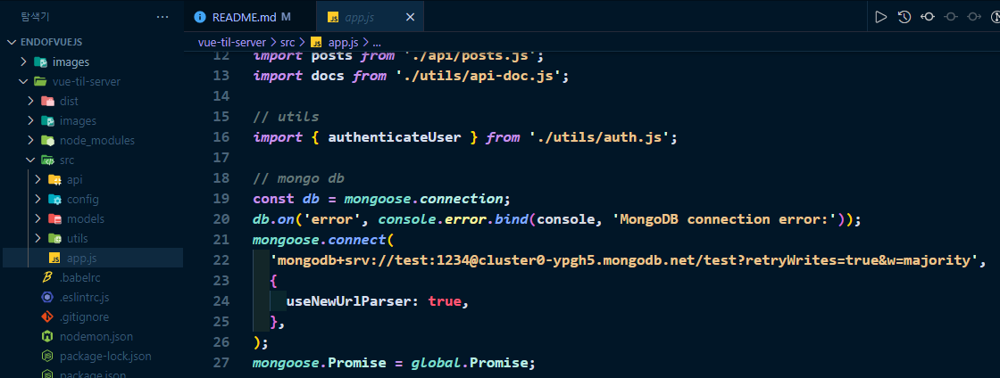 탐색기
ENDOFVUEJS
images
vue-til-server
dist
images
node_modules
src
api
config
models
utils
app.js
.babelrc
.eslintrc.js
.gitignore
nodemon.json
package-lock.json
package.json
README.md M
app.js
vue-til-server > src > app.js > ...
12 import posts from './api/posts.js';
13 import docs from './utils/api-doc.js';
14
15 // utils
16 import { authenticateUser } from './utils/auth.js';
17
18 // mongo db
19 const db = mongoose.connection;
20 db.on('error', console.error.bind(console, 'MongoDB connection error:'));
21 mongoose.connect(
22 'mongodb+srv://test:1234@cluster0-ypgh5.mongodb.net/test?retryWrites=true&w=majority',
23 {
24 useNewUrlParser: true,
25 },
26 );
27 mongoose.Promise = global.Promise;